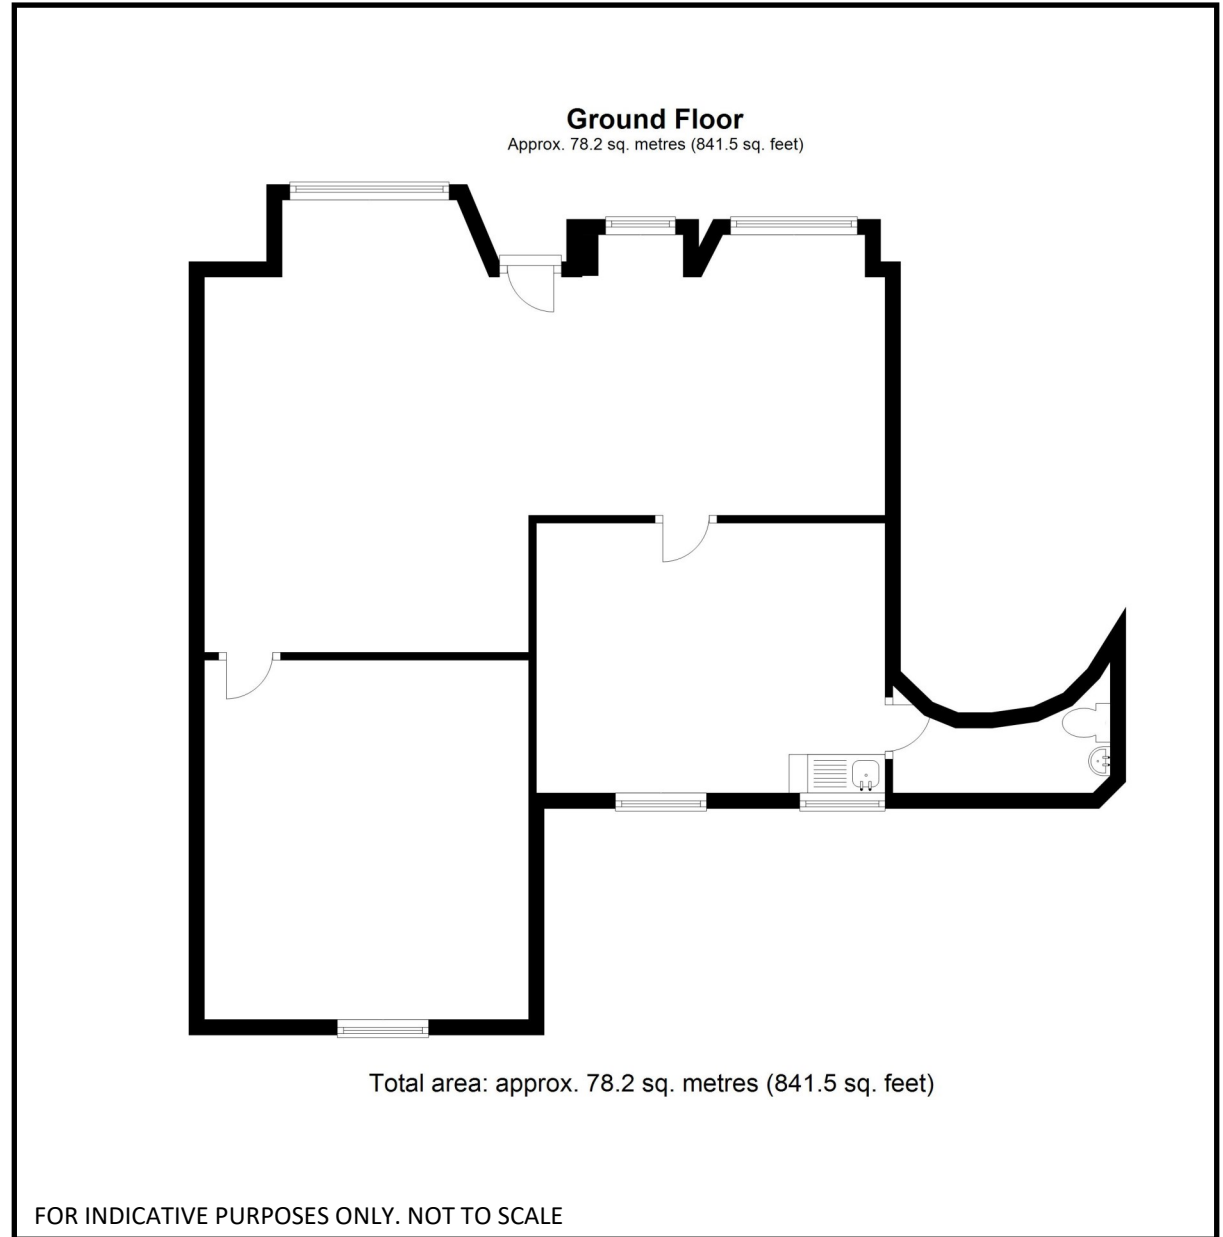 Ground Floor
Approx. 78.2 sq. metres (841.5 sq. feet)
Total area: approx. 78.2 sq. metres (841.5 sq. feet)
FOR INDICATIVE PURPOSES ONLY. NOT TO SCALE